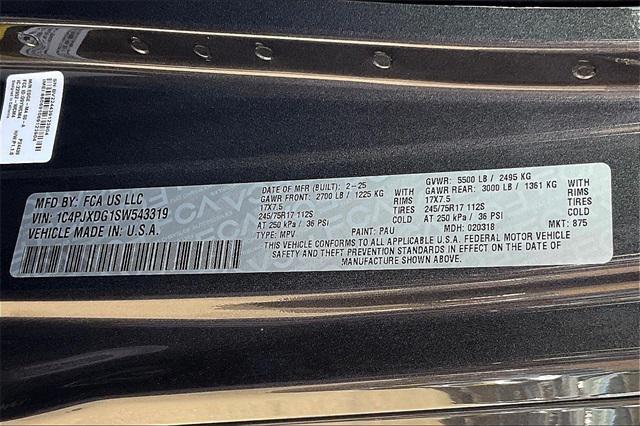 MFD BY: FCA US LLC
VIN: 1C4PJXDG1SW543319
VEHICLE MADE IN: U.S.A.
DATE OF MFR (BUILT): 2-25
GAWR FRONT: 2700 LB / 1225 KG WITH
17X7.5 RIMS
245/75R17 112S TIRES
AT 250 kPa / 36 PSI COLD
TYPE: MPV PAINT: PAU
GVWR: 5500 LB / 2495 KG
GAWR REAR: 3000 LB / 1361 KG WITH
17X7.5 RIMS
245/75R17 112S TIRES
AT 250 kPa / 36 PSI COLD
MDH: 020318 MKT: 875
THIS VEHICLE CONFORMS TO ALL APPLICABLE U.S.A. FEDERAL MOTOR VEHICLE
SAFETY AND THEFT PREVENTION STANDARDS IN EFFECT ON THE DATE OF
MANUFACTURE SHOWN ABOVE.